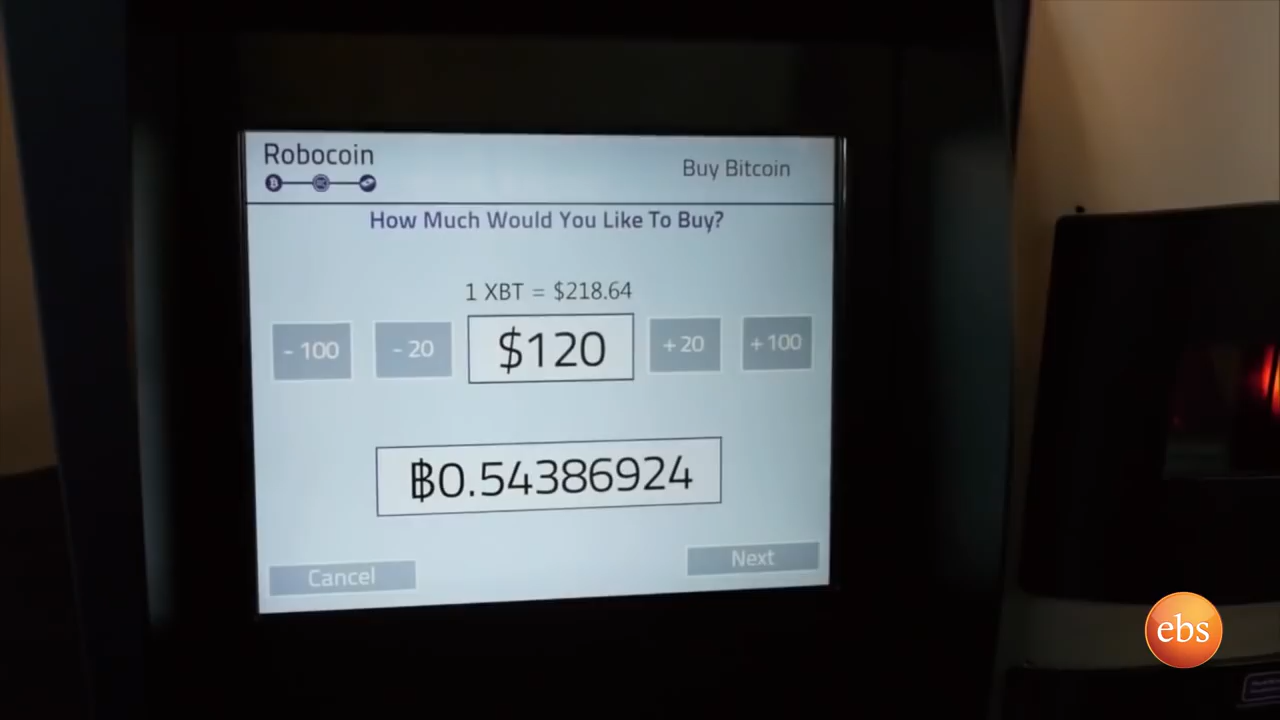 Robocoin
Buy Bitcoin
How Much Would You Like To Buy?
1 XBT = $218.64
- 100
- 20
$120
+ 20
+ 100
฿0.54386924
Cancel
Next
ebs